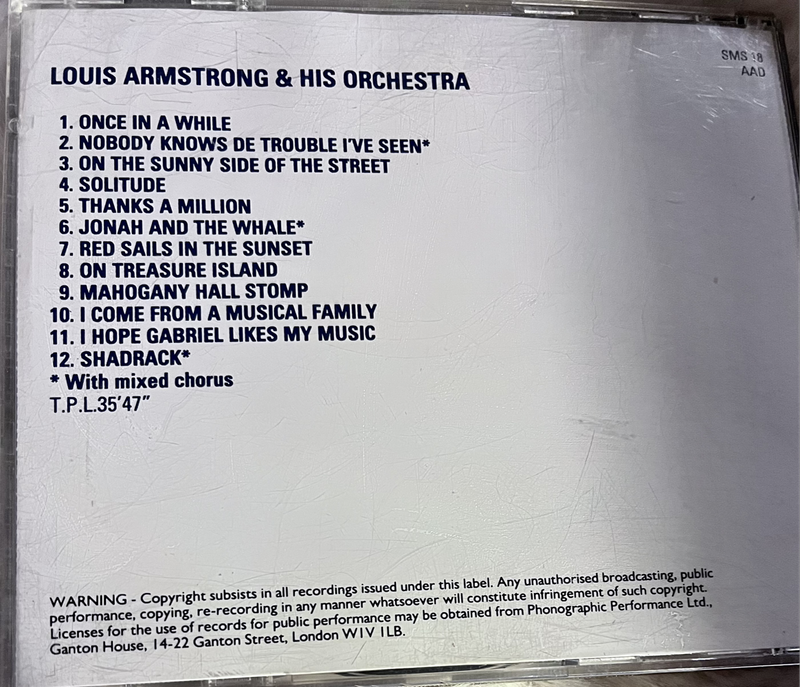 SMS 18
AAD
LOUIS ARMSTRONG & HIS ORCHESTRA
1. ONCE IN A WHILE
2. NOBODY KNOWS DE TROUBLE I'VE SEEN*
3. ON THE SUNNY SIDE OF THE STREET
4. SOLITUDE
5. THANKS A MILLION
6. JONAH AND THE WHALE*
7. RED SAILS IN THE SUNSET
8. ON TREASURE ISLAND
9. MAHOGANY HALL STOMP
10. I COME FROM A MUSICAL FAMILY
11. I HOPE GABRIEL LIKES MY MUSIC
12. SHADRACK*
* With mixed chorus
T.P.L.35'47"
WARNING - Copyright subsists in all recordings issued under this label. Any unauthorised broadcasting, public
performance, copying, re-recording in any manner whatsoever will constitute infringement of such copyright.
Licenses for the use of records for public performance may be obtained from Phonographic Performance Ltd.,
Ganton House, 14-22 Ganton Street, London W1V 1LB.